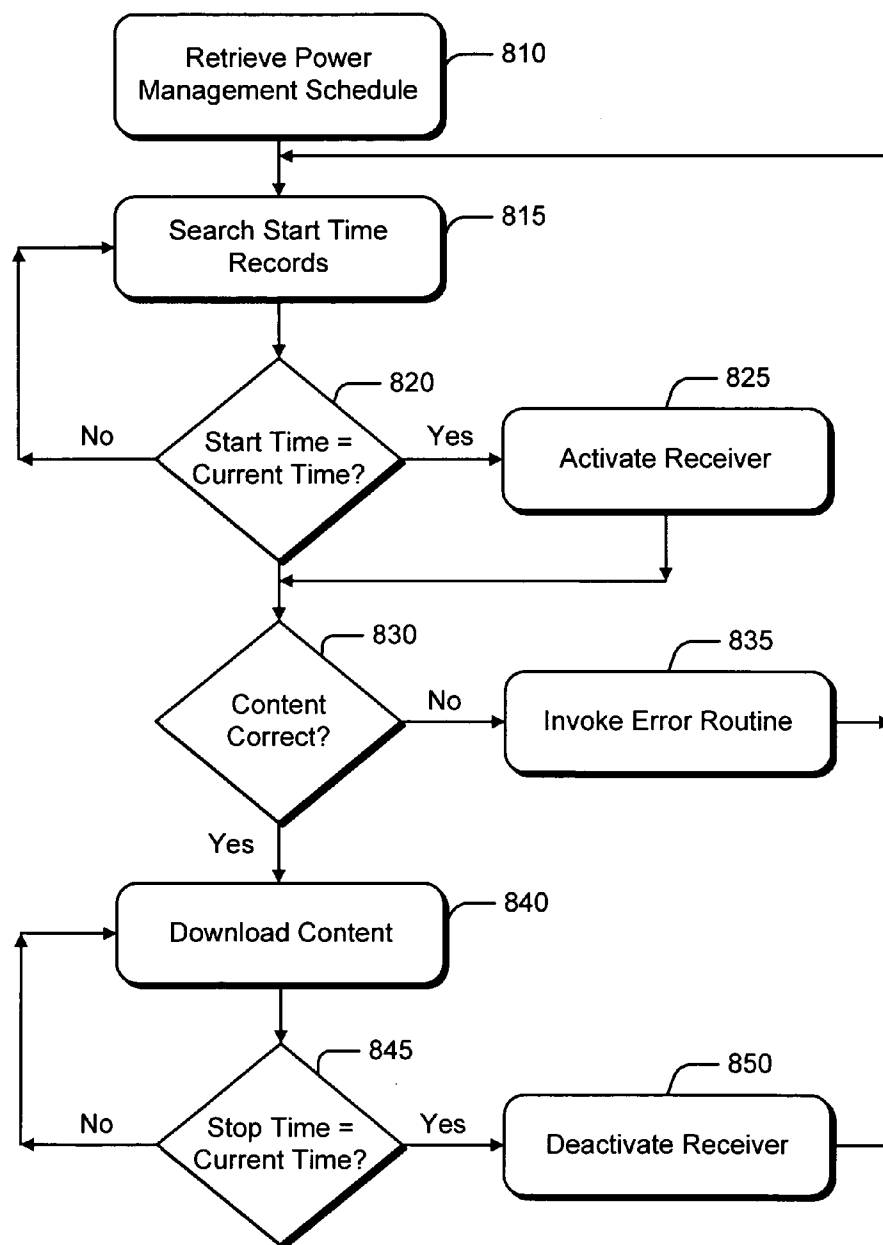 Retrieve Power
Management Schedule
810
Search Start Time
Records
815
820
Start Time =
Current Time?
No
Yes
825
Activate Receiver
830
Content
Correct?
No
835
Invoke Error Routine
Yes
840
Download Content
845
Stop Time =
Current Time?
No
Yes
850
Deactivate Receiver